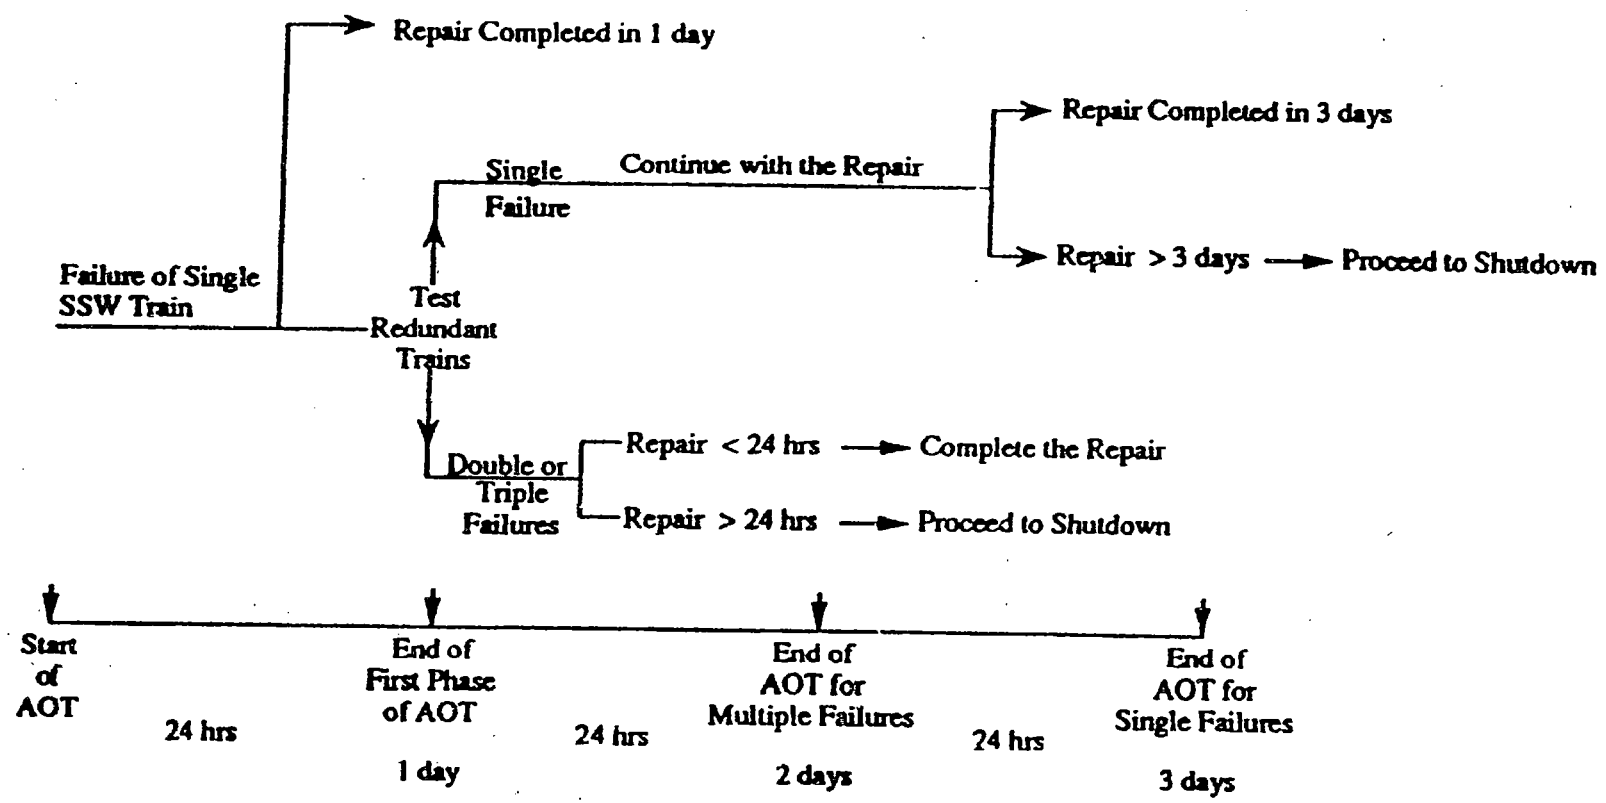 Repair Completed in 1 day
Repair Completed in 3 days
Single
Failure
Continue with the Repair
Repair > 3 days
Proceed to Shutdown
Failure of Single
SSW Train
Test
Redundant
Trains
Repair < 24 hrs
Complete the Repair
Double or
Triple
Failures
Repair > 24 hrs
Proceed to Shutdown
Start
of
AOT
24 hrs
End of
First Phase
of AOT
1 day
24 hrs
End of
AOT for
Multiple Failures
2 days
24 hrs
End of
AOT for
Single Failures
3 days